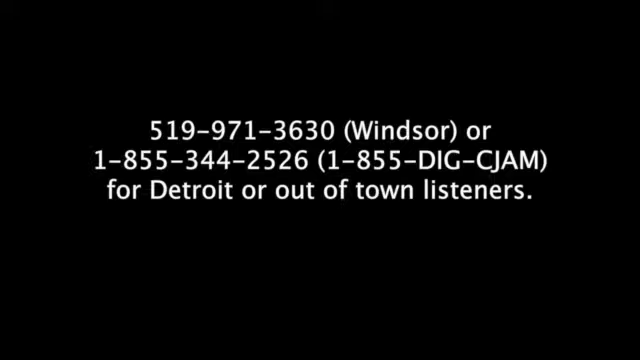 519-971-3630 (Windsor) or
1-855-344-2526 (1-855-DIG-CJAM)
for Detroit or out of town listeners.